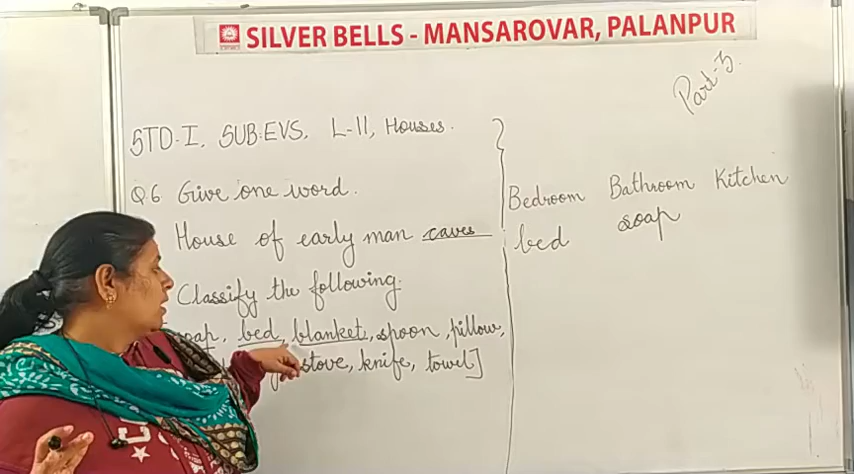 SILVER BELLS - MANSAROVAR, PALANPUR
Part-3.
STD-I. SUB.EVS. L-11, Houses.
Q6. Give one word.
House of early man caves
Classify the following.
bed, blanket, spoon, pillow,
stove, knife, towel]
Bedroom Bathroom Kitchen
bed soap